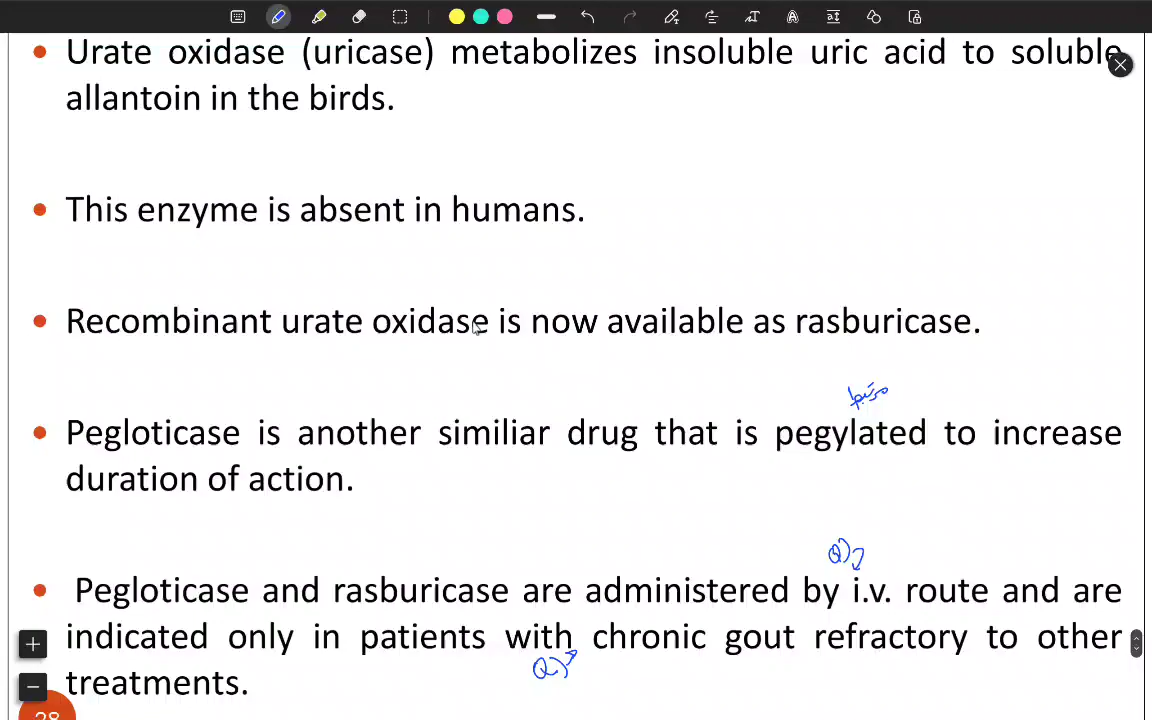 Urate oxidase (uricase) metabolizes insoluble uric acid to soluble
allantoin in the birds.
This enzyme is absent in humans.
Recombinant urate oxidase is now available as rasburicase.
مرتبط
Pegloticase is another similiar drug that is pegylated to increase
duration of action.
Q)
Pegloticase and rasburicase are administered by i.v. route and are
indicated only in patients with chronic gout refractory to other
Q)
treatments.
28